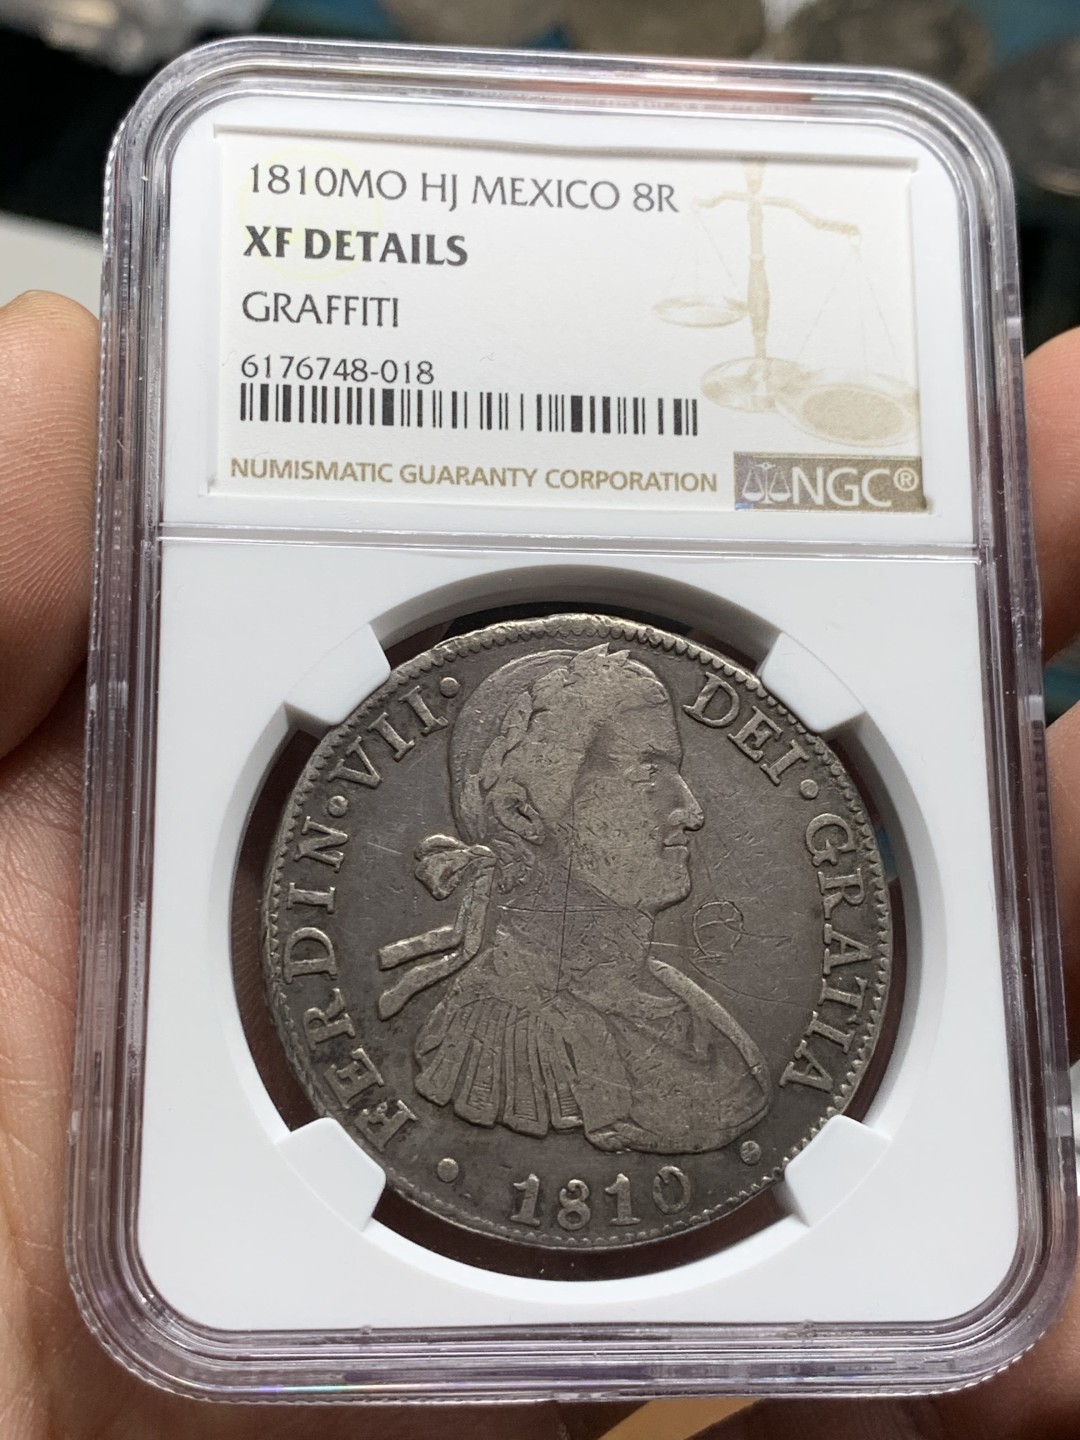 1810MO HJ MEXICO 8R
XF DETAILS
GRAFFITI
6176748-018
NUMISMATIC GUARANTY CORPORATION NGC®
FERDIN·VII· DEI·GRATIA
·1810·